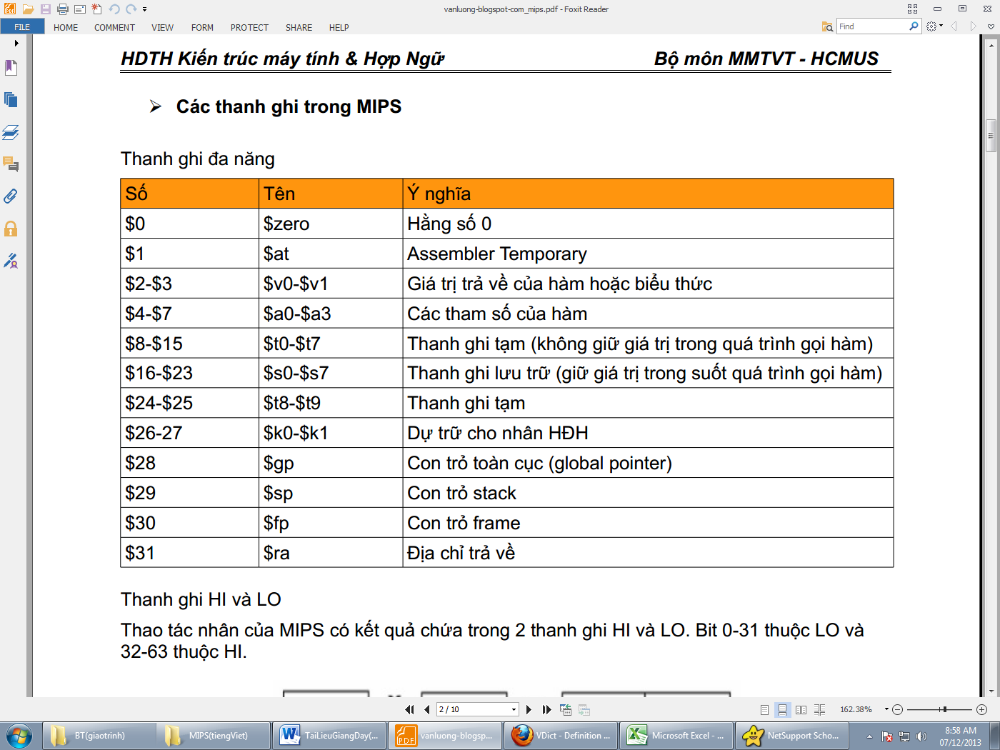 vanluong-blogspot-com_mips.pdf - Foxit Reader
FILE HOME COMMENT VIEW FORM PROTECT SHARE HELP Find
HDTH Kiến trúc máy tính & Hợp Ngữ Bộ môn MMTVT - HCMUS
➢ Các thanh ghi trong MIPS
Thanh ghi đa năng
Số Tên Ý nghĩa
$0 $zero Hằng số 0
$1 $at Assembler Temporary
$2-$3 $v0-$v1 Giá trị trả về của hàm hoặc biểu thức
$4-$7 $a0-$a3 Các tham số của hàm
$8-$15 $t0-$t7 Thanh ghi tạm (không giữ giá trị trong quá trình gọi hàm)
$16-$23 $s0-$s7 Thanh ghi lưu trữ (giữ giá trị trong suốt quá trình gọi hàm)
$24-$25 $t8-$t9 Thanh ghi tạm
$26-27 $k0-$k1 Dự trữ cho nhân HĐH
$28 $gp Con trỏ toàn cục (global pointer)
$29 $sp Con trỏ stack
$30 $fp Con trỏ frame
$31 $ra Địa chỉ trả về
Thanh ghi HI và LO
Thao tác nhân của MIPS có kết quả chứa trong 2 thanh ghi HI và LO. Bit 0-31 thuộc LO và
32-63 thuộc HI.
2 / 10 162.38%
BT(giaotrinh) MIPS(tiengViet) TaiLieuGiangDay(... vanluong-blogsp... VDict - Definition ... Microsoft Excel - ... NetSupport Scho... 8:58 AM
07/12/2013